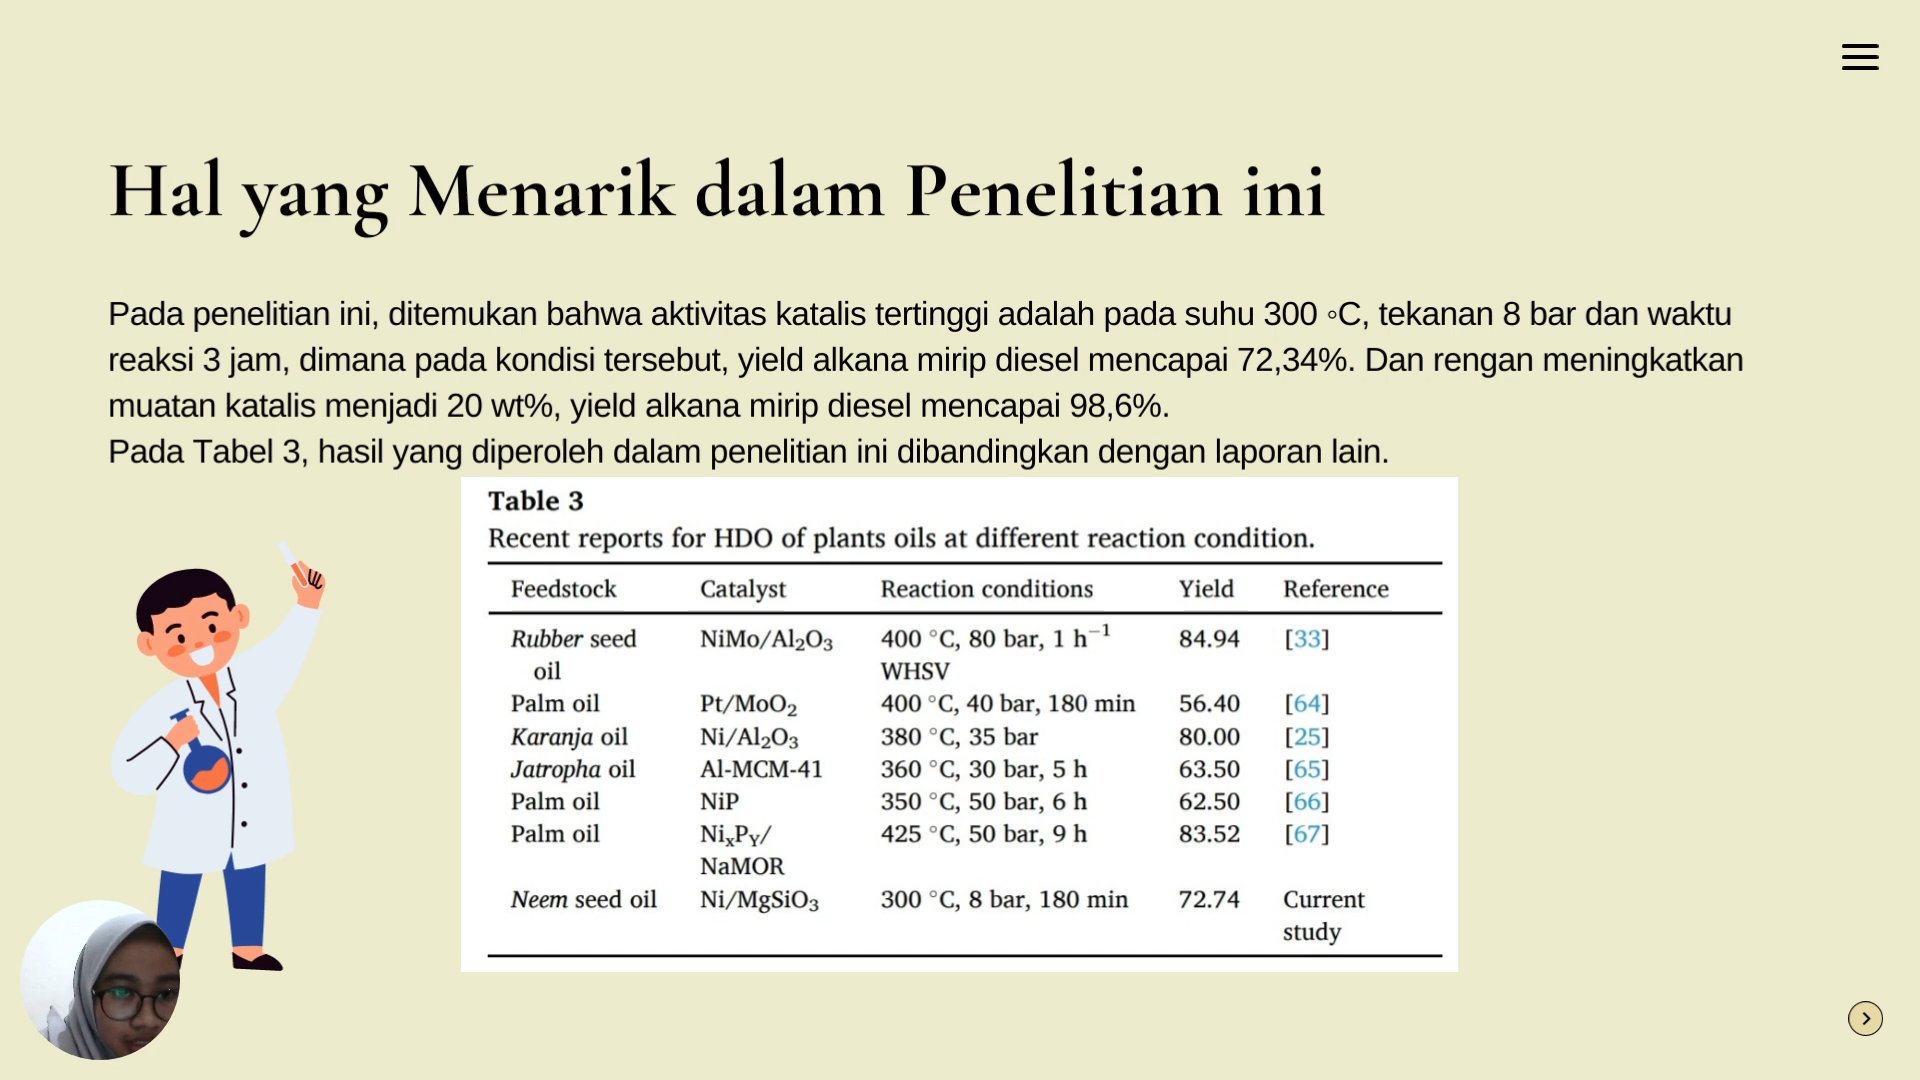 Hal yang Menarik dalam Penelitian ini
Pada penelitian ini, ditemukan bahwa aktivitas katalis tertinggi adalah pada suhu 300 ◦C, tekanan 8 bar dan waktu
reaksi 3 jam, dimana pada kondisi tersebut, yield alkana mirip diesel mencapai 72,34%. Dan rengan meningkatkan
muatan katalis menjadi 20 wt%, yield alkana mirip diesel mencapai 98,6%.
Pada Tabel 3, hasil yang diperoleh dalam penelitian ini dibandingkan dengan laporan lain.
Table 3
Recent reports for HDO of plants oils at different reaction condition.
Feedstock Catalyst Reaction conditions Yield Reference
Rubber seed NiMo/Al₂O₃ 400 °C, 80 bar, 1 h⁻¹ 84.94 [33]
oil WHSV
Palm oil Pt/MoO₂ 400 °C, 40 bar, 180 min 56.40 [64]
Karanja oil Ni/Al₂O₃ 380 °C, 35 bar 80.00 [25]
Jatropha oil Al-MCM-41 360 °C, 30 bar, 5 h 63.50 [65]
Palm oil NiP 350 °C, 50 bar, 6 h 62.50 [66]
Palm oil NiₓPY/ 425 °C, 50 bar, 9 h 83.52 [67]
NaMOR
Neem seed oil Ni/MgSiO₃ 300 °C, 8 bar, 180 min 72.74 Current
study